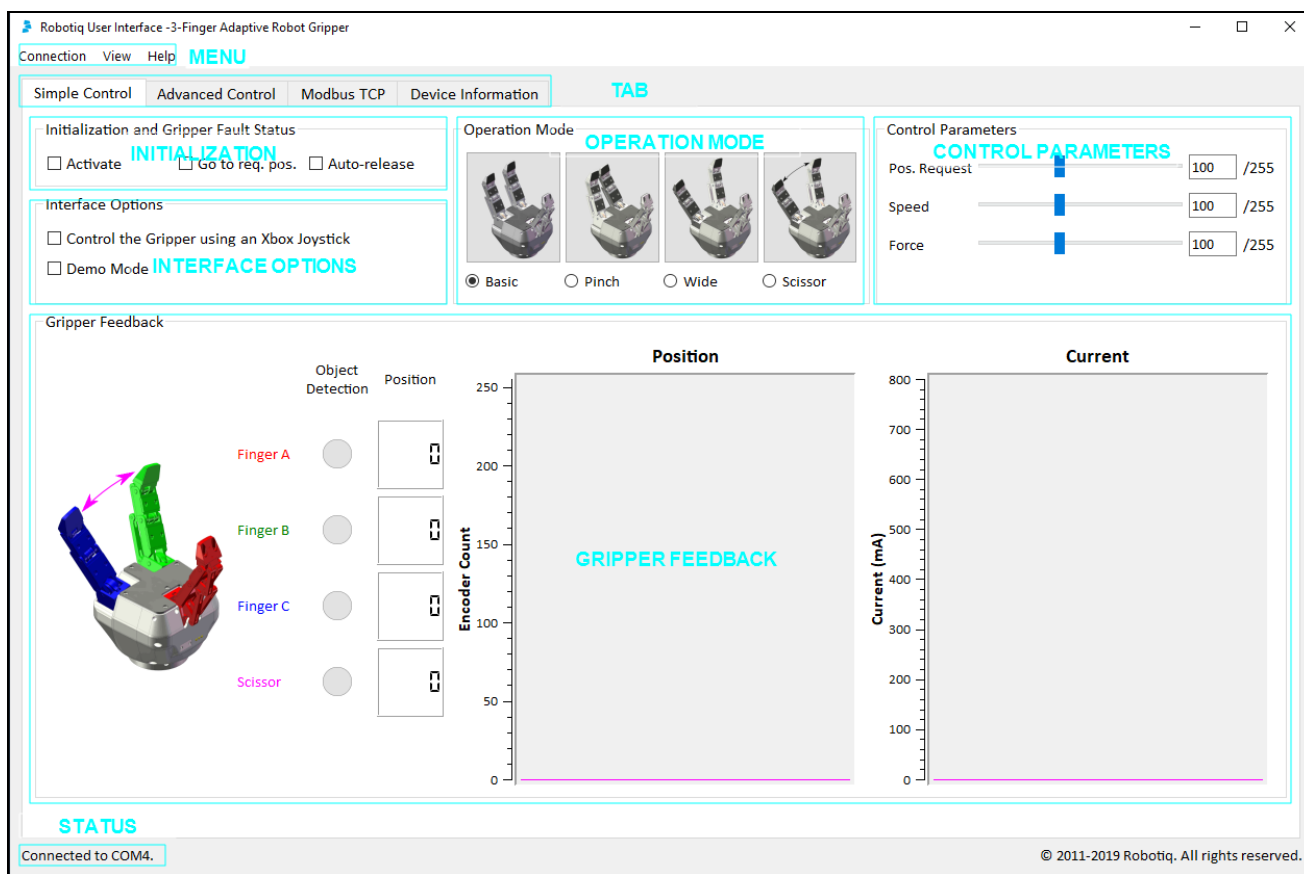 Robotiq User Interface -3-Finger Adaptive Robot Gripper
Connection View Help MENU
Simple Control Advanced Control Modbus TCP Device Information TAB
Initialization and Gripper Fault Status
INITIALIZATION
Activate Go to req. pos. Auto-release
Interface Options
Control the Gripper using an Xbox Joystick
Demo Mode INTERFACE OPTIONS
Operation Mode
OPERATION MODE
Basic Pinch Wide Scissor
Control Parameters
CONTROL PARAMETERS
Pos. Request 100 /255
Speed 100 /255
Force 100 /255
Gripper Feedback
Object
Detection
Position
Finger A 0
Finger B 0
Finger C 0
Scissor 0
Position
Encoder Count
250
200
150
100
50
0
GRIPPER FEEDBACK
Current
Current (mA)
800
700
600
500
400
300
200
100
0
STATUS
Connected to COM4.
© 2011-2019 Robotiq. All rights reserved.